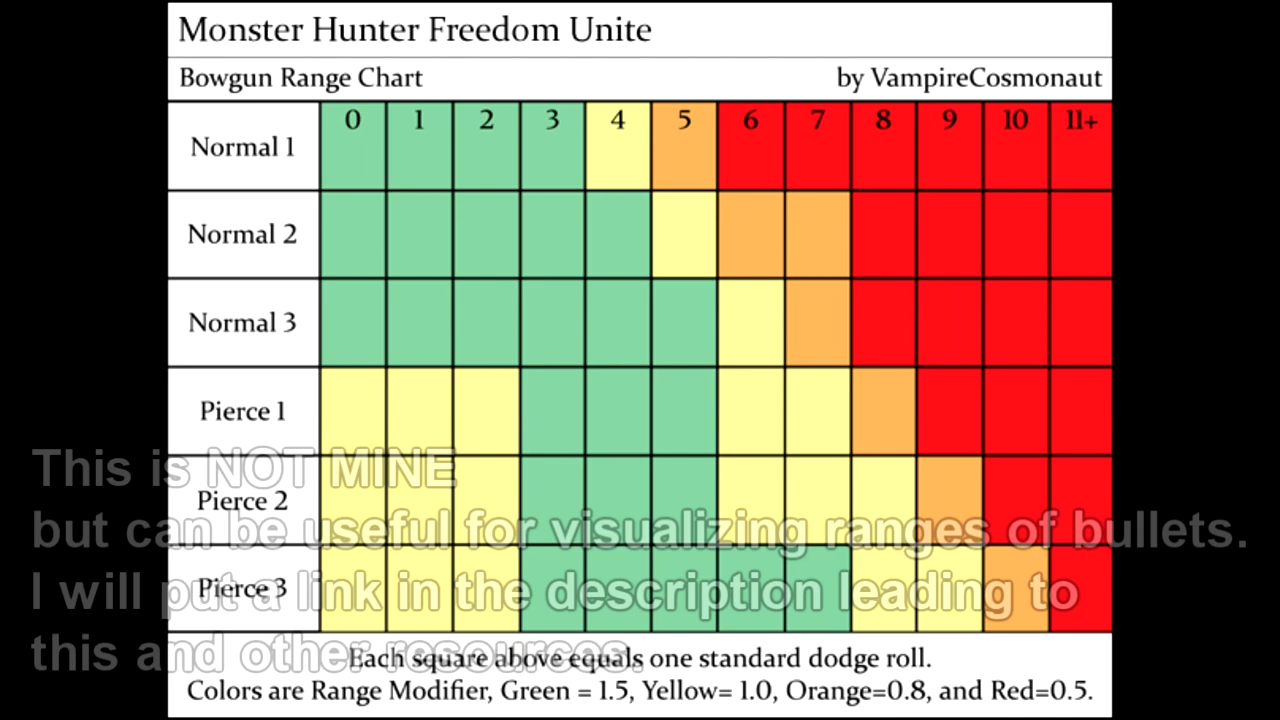 Monster Hunter Freedom Unite
Bowgun Range Chart by VampireCosmonaut
0 1 2 3 4 5 6 7 8 9 10 11+
Normal 1
Normal 2
Normal 3
Pierce 1
This is NOT MINE
Pierce 2
but can be useful for visualizing ranges of bullets.
Pierce 3
I will put a link in the description leading to
this and other resources.
Each square above equals one standard dodge roll.
Colors are Range Modifier, Green = 1.5, Yellow= 1.0, Orange=0.8, and Red=0.5.